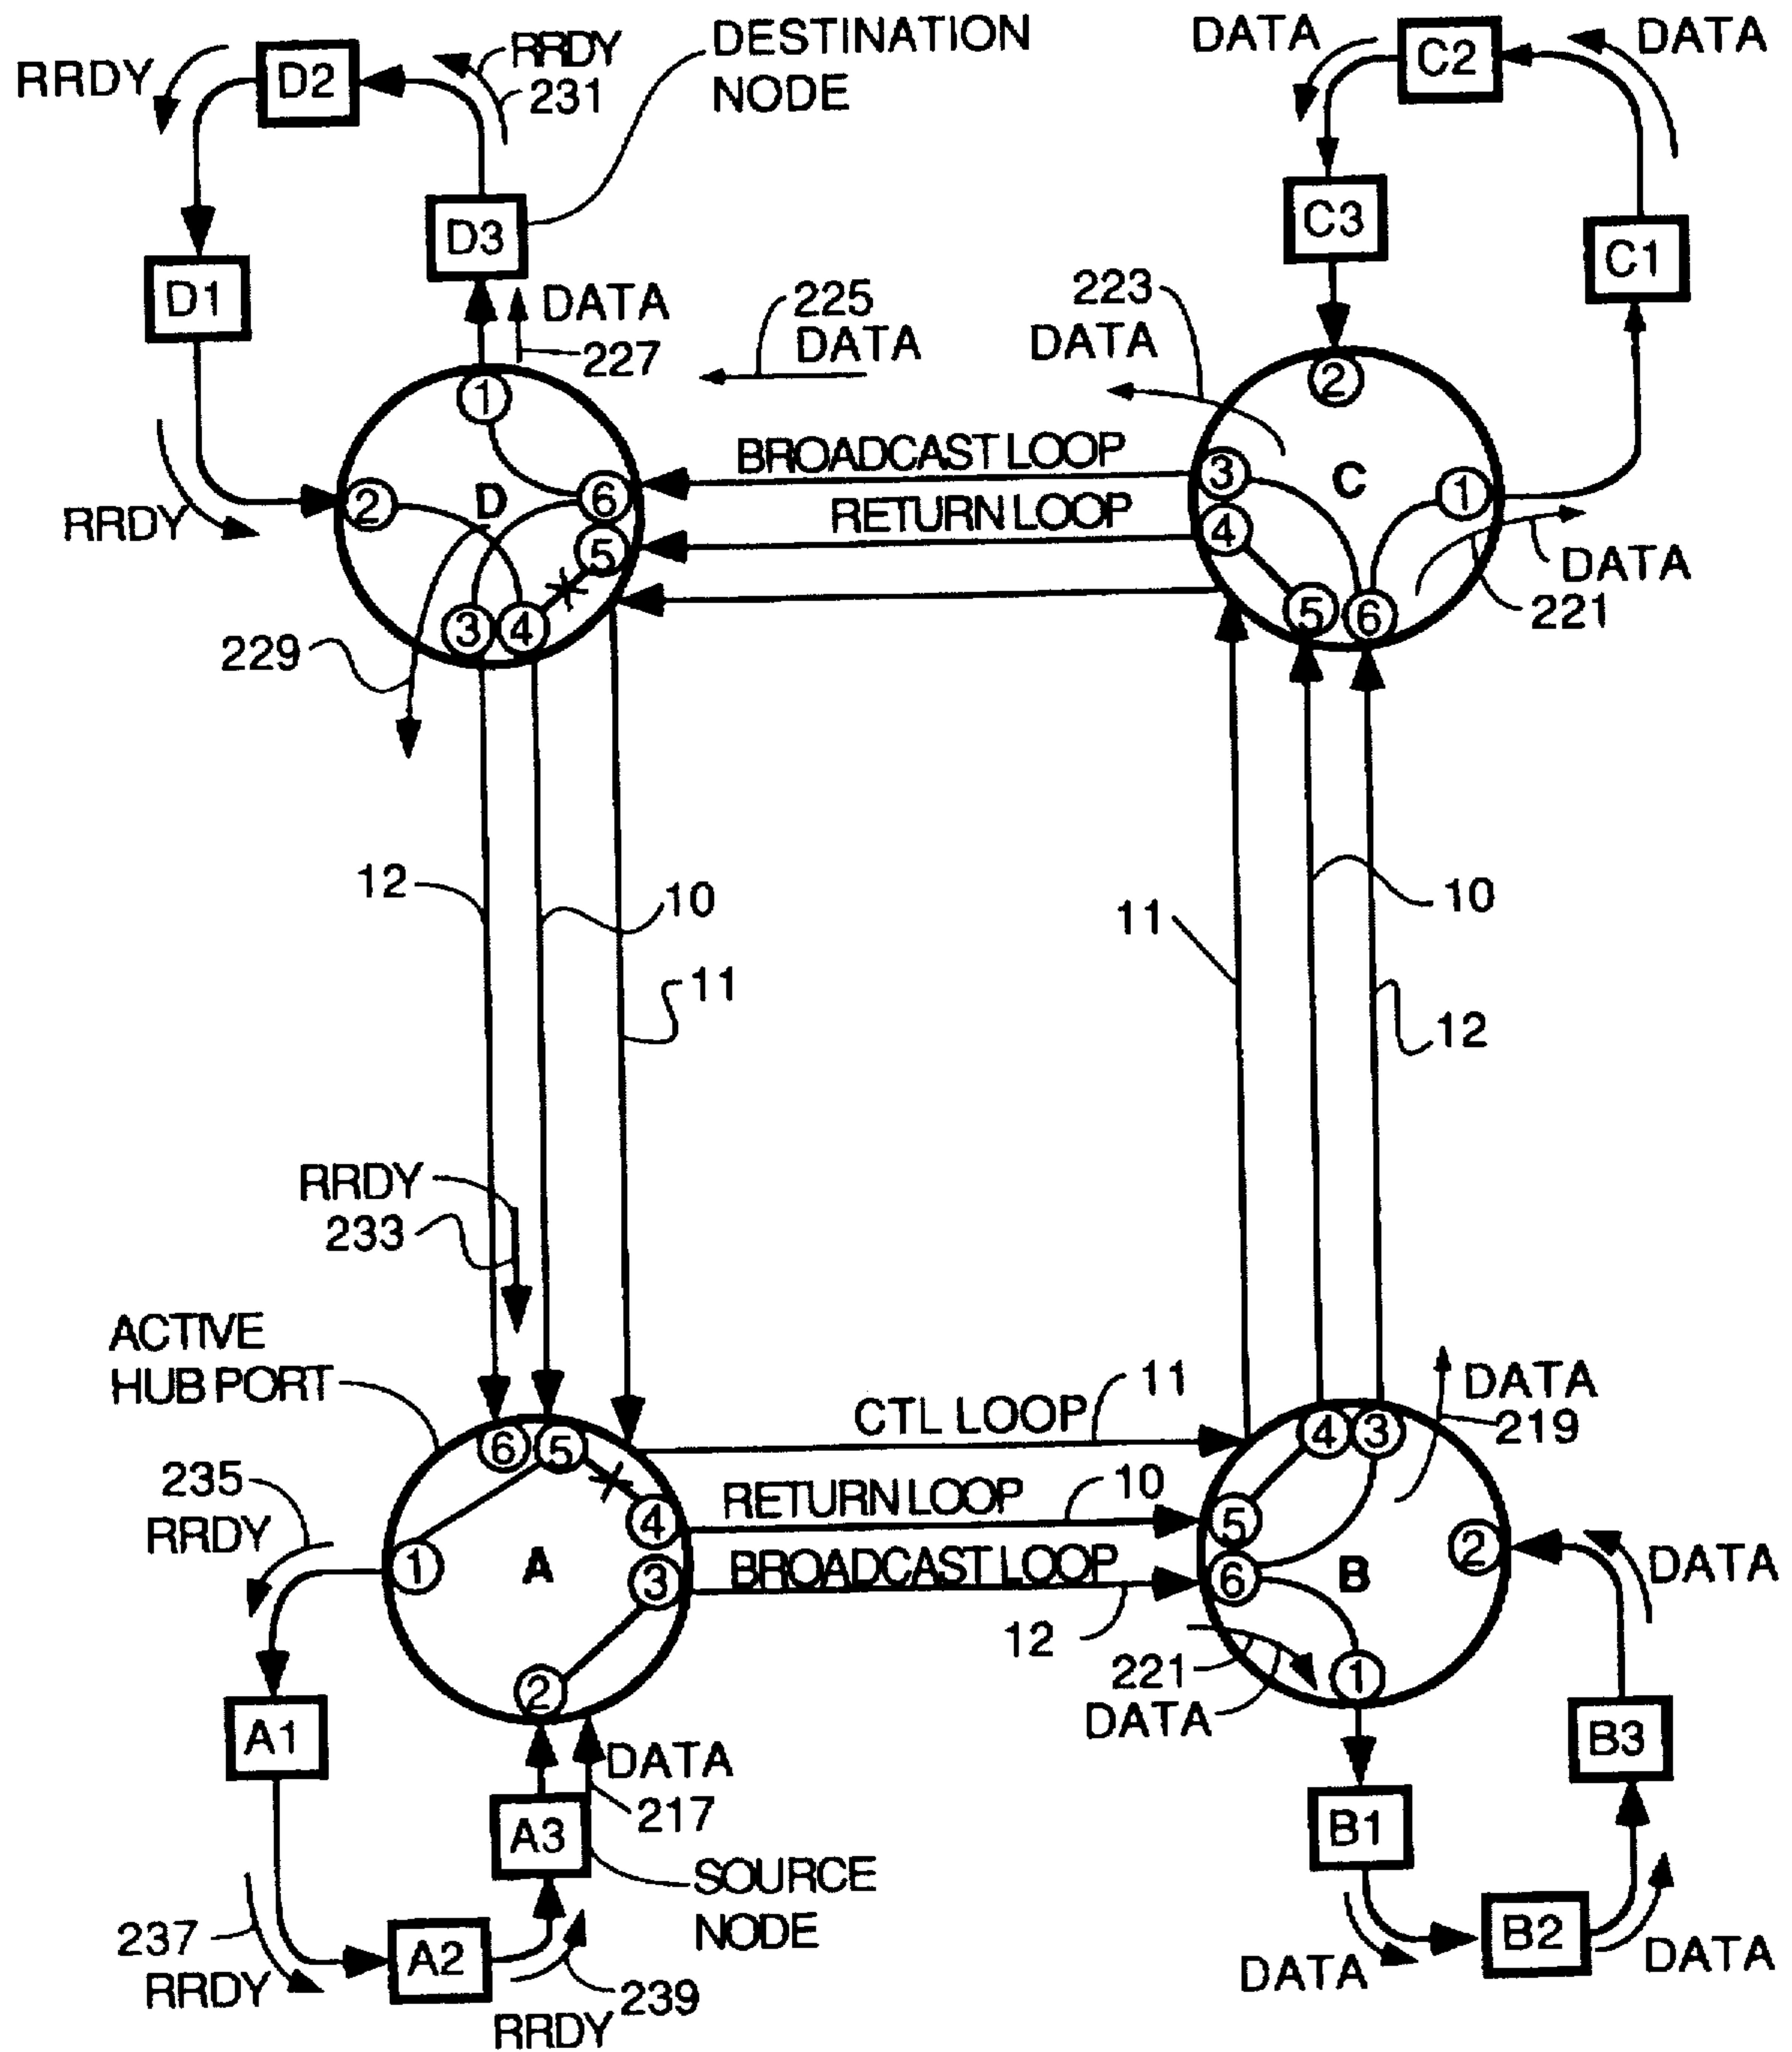 RRDY
D2
RRDY
231
DESTINATION
NODE
DATA
C2
DATA
D3
C3
C1
D1
DATA
227
225
DATA
223
DATA
1
2
2
D
6
5
3
4
BROADCAST LOOP
RETURN LOOP
3
C
1
4
5
6
DATA
221
RRDY
229
12
10
11
11
10
12
RRDY
233
ACTIVE
HUB PORT
6
5
4
1
A
3
2
CTL LOOP
11
RETURN LOOP
10
BROADCAST LOOP
12
4
3
5
2
6
B
1
DATA
219
235
RRDY
221
DATA
DATA
A1
DATA
217
A3
SOURCE
NODE
B3
B1
237
RRDY
A2
239
RRDY
B2
DATA
DATA